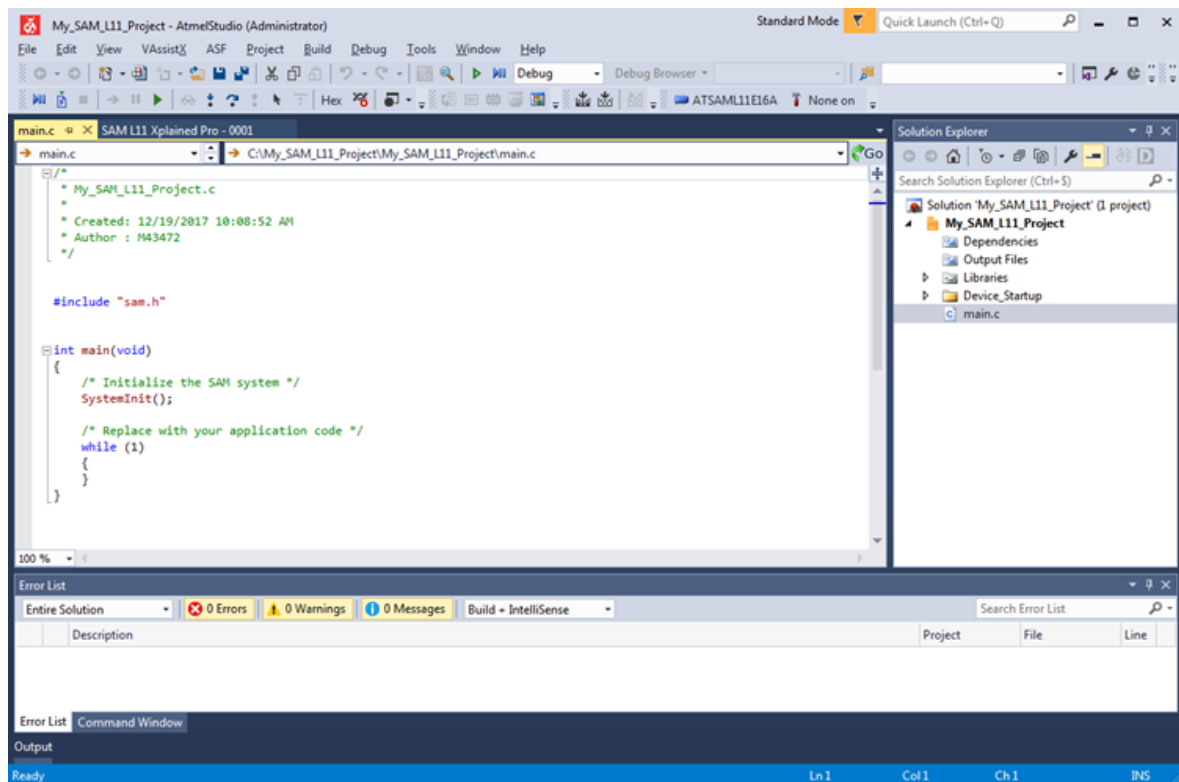 My_SAM_L11_Project - AtmelStudio (Administrator)
Standard Mode
Quick Launch (Ctrl+Q)
File Edit View VAssistX ASF Project Build Debug Tools Window Help
Debug
Debug Browser
Hex
ATSAML11E16A
None on
main.c
SAM L11 Xplained Pro - 0001
main.c
C:\My_SAM_L11_Project\My_SAM_L11_Project\main.c
Go
/*
* My_SAM_L11_Project.c
*
* Created: 12/19/2017 10:08:52 AM
* Author : M43472
*/
#include "sam.h"
int main(void)
{
/* Initialize the SAM system */
SystemInit();
/* Replace with your application code */
while (1)
{
}
}
100 %
Solution Explorer
Search Solution Explorer (Ctrl+$)
Solution 'My_SAM_L11_Project' (1 project)
My_SAM_L11_Project
Dependencies
Output Files
Libraries
Device_Startup
main.c
Error List
Entire Solution
0 Errors
0 Warnings
0 Messages
Build + IntelliSense
Search Error List
Description
Project
File
Line
Error List
Command Window
Output
Ready
Ln 1
Col 1
Ch 1
INS